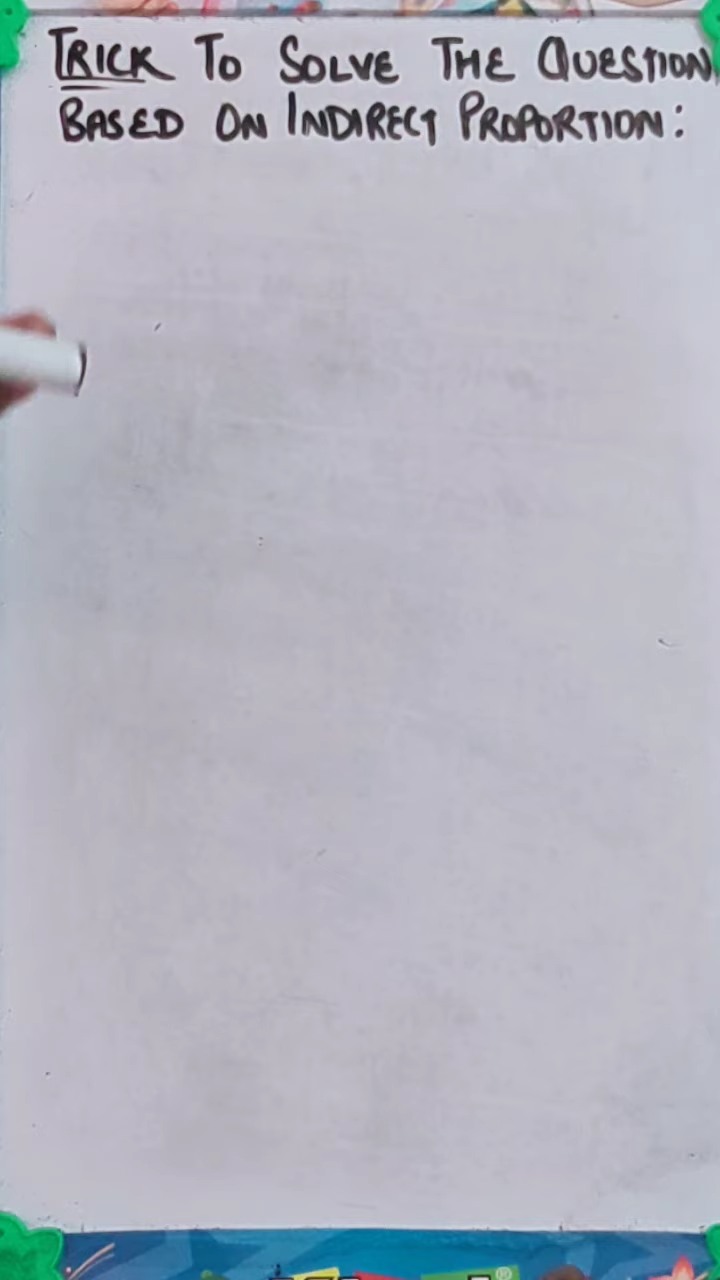 TRICK TO SOLVE THE QUESTION
BASED ON INDIRECT PROPORTION: